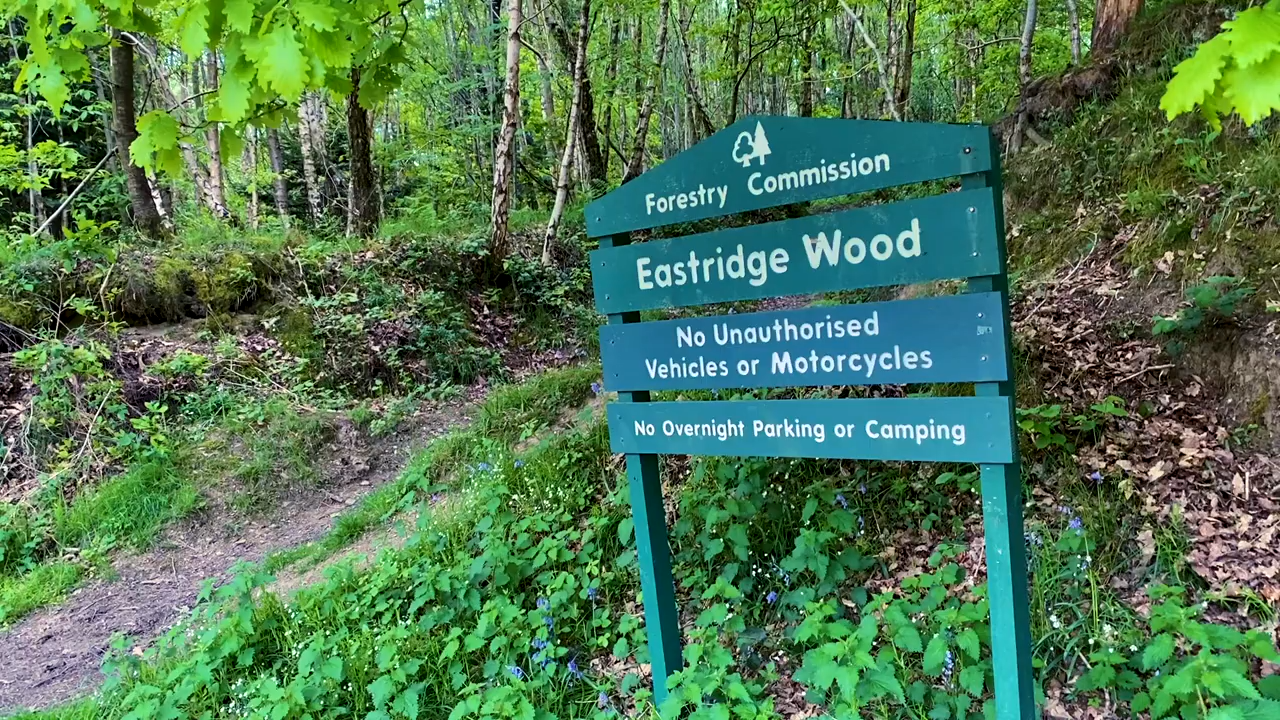 Forestry Commission
Eastridge Wood
No Unauthorised
Vehicles or Motorcycles
No Overnight Parking or Camping